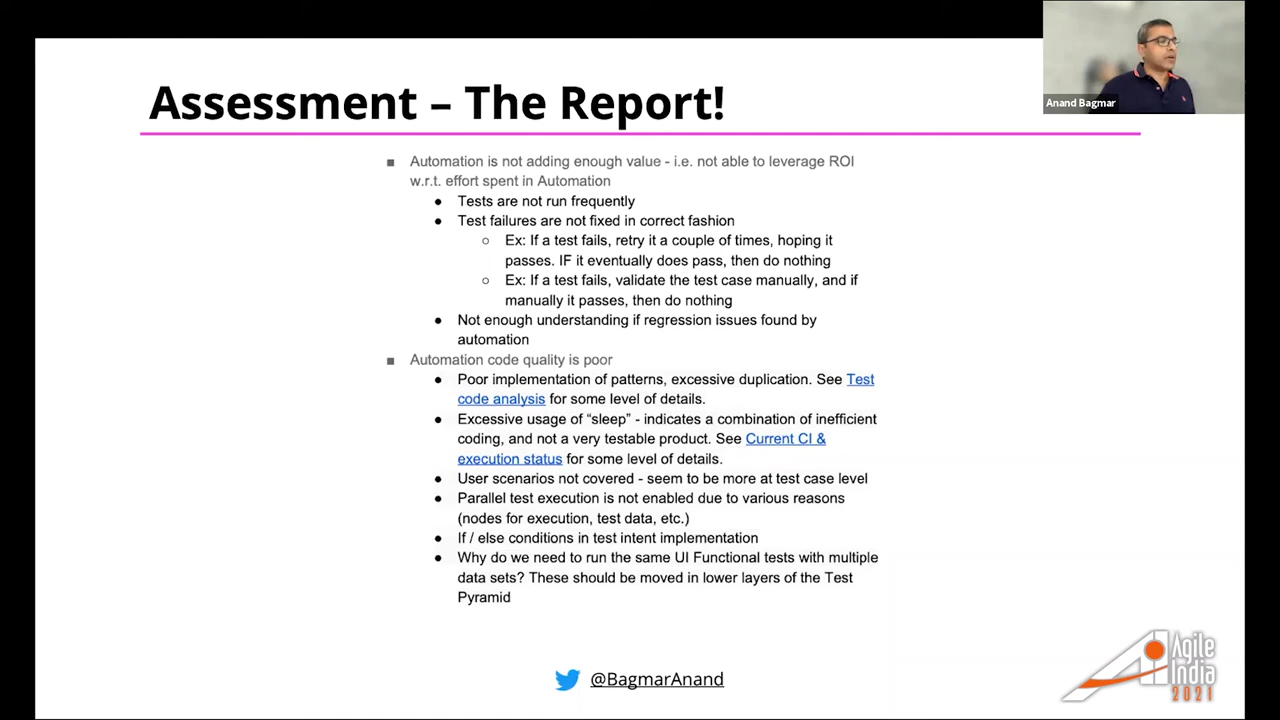 Anand Bagmar
Assessment – The Report!
Automation is not adding enough value - i.e. not able to leverage ROI
w.r.t. effort spent in Automation
Tests are not run frequently
Test failures are not fixed in correct fashion
Ex: If a test fails, retry it a couple of times, hoping it
passes. IF it eventually does pass, then do nothing
Ex: If a test fails, validate the test case manually, and if
manually it passes, then do nothing
Not enough understanding if regression issues found by
automation
Automation code quality is poor
Poor implementation of patterns, excessive duplication. See Test
code analysis for some level of details.
Excessive usage of “sleep” - indicates a combination of inefficient
coding, and not a very testable product. See Current CI &
execution status for some level of details.
User scenarios not covered - seem to be more at test case level
Parallel test execution is not enabled due to various reasons
(nodes for execution, test data, etc.)
If / else conditions in test intent implementation
Why do we need to run the same UI Functional tests with multiple
data sets? These should be moved in lower layers of the Test
Pyramid
@BagmarAnand
Agile
India
2021